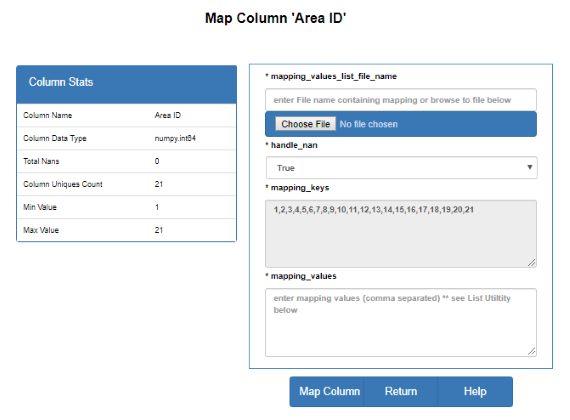 Map Column 'Area ID'
Column Stats
Column Name Area ID
Column Data Type numpy.int64
Total Nans 0
Column Uniques Count 21
Min Value 1
Max Value 21
* mapping_values_list_file_name
enter File name containing mapping or browse to file below
Choose File No file chosen
* handle_nan
True
* mapping_keys
1,2,3,4,5,6,7,8,9,10,11,12,13,14,15,16,17,18,19,20,21
* mapping_values
enter mapping values (comma separated) ** see List Utiltity
below
Map Column Return Help